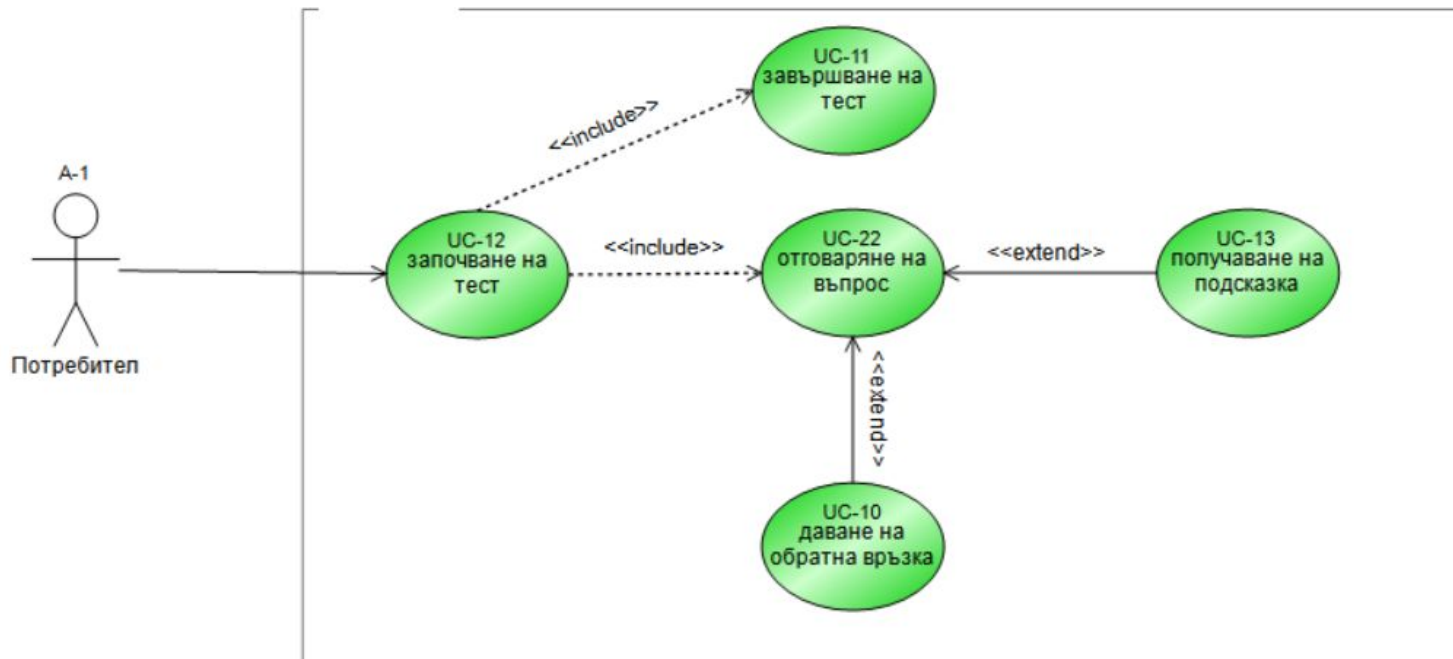 UC-11
завършване на
тест
<<include>>
A-1
UC-12
започване на
тест
<<include>>
UC-22
отговаряне на
въпрос
<<extend>>
UC-13
получаване на
подсказка
Потребител
<<extend>>
UC-10
даване на
обратна връзка